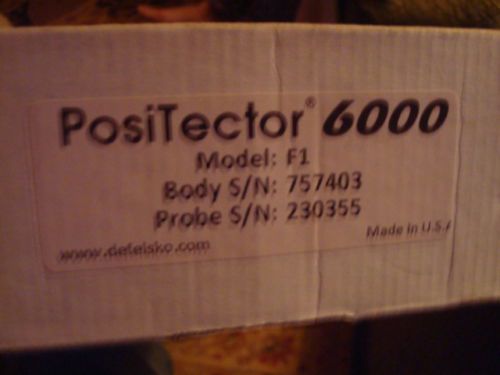 PosiTector® 6000
Model: F1
Body S/N: 757403
Probe S/N: 230355
Made in U.S.A
www.defelsko.com